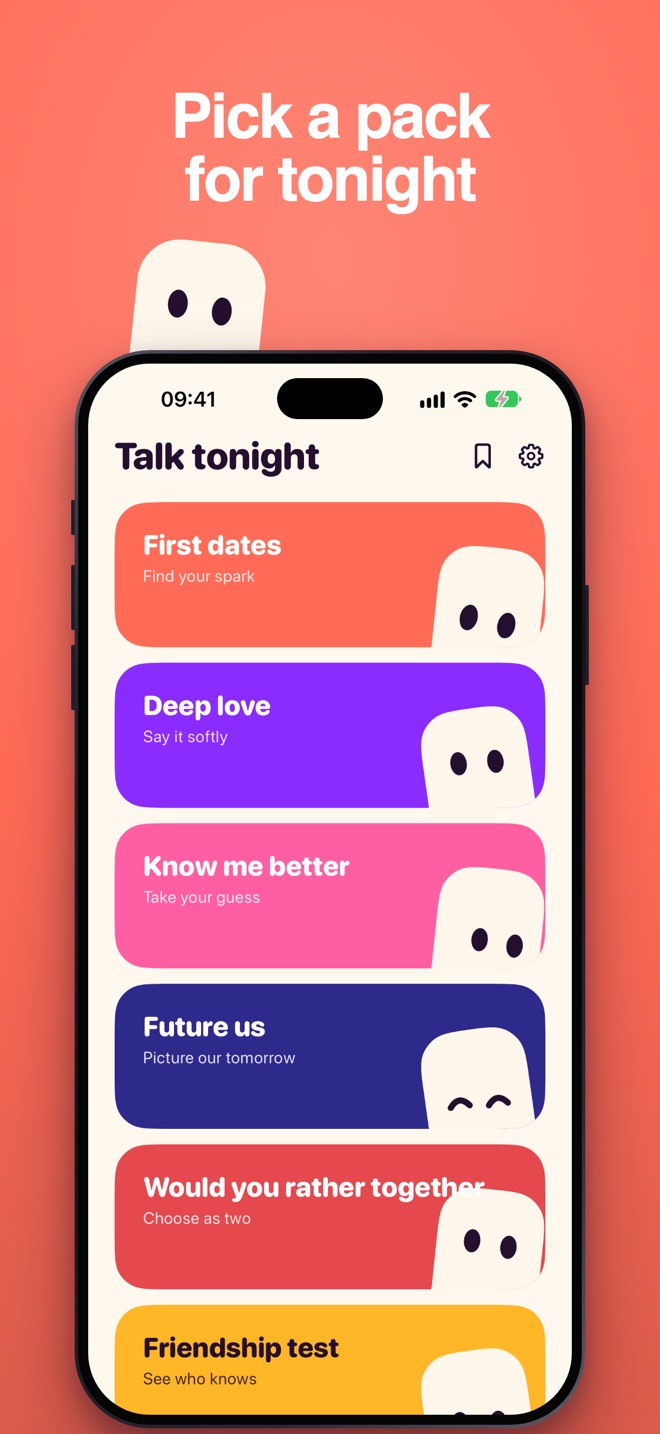 Pick a pack
for tonight
09:41
Talk tonight
First dates
Find your spark
Deep love
Say it softly
Know me better
Take your guess
Future us
Picture our tomorrow
Would you rather together
Choose as two
Friendship test
See who knows